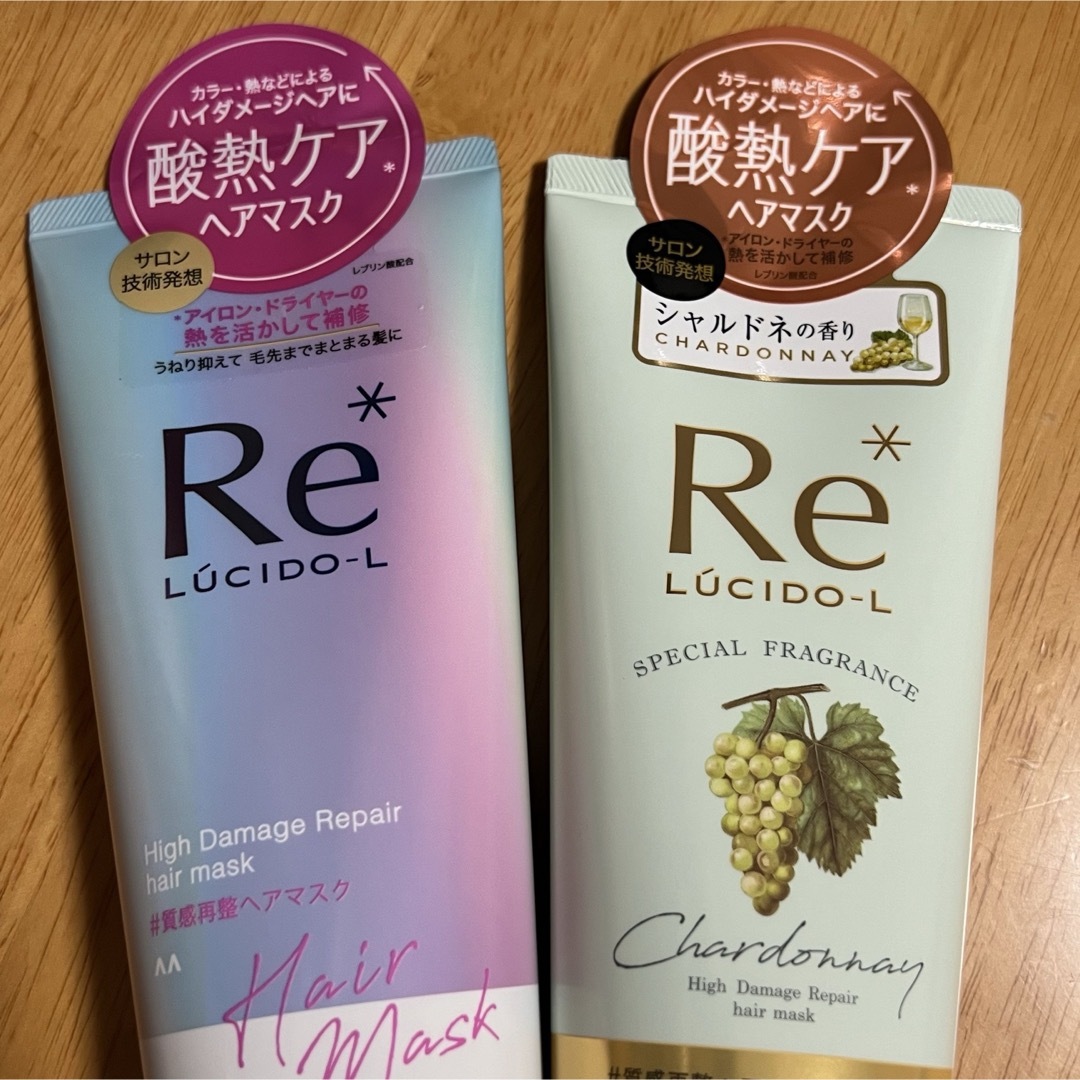 カラー・熱などによる
ハイダメージヘアに
酸熱ケア*
ヘアマスク
サロン
技術発想
レブリン酸配合
*アイロン・ドライヤーの
熱を活かして補修
うねり抑えて 毛先までまとまる髪に
Re*
LÚCIDO-L
High Damage Repair
hair mask
#質感再整ヘアマスク
Hair
Mask
カラー・熱などによる
ハイダメージヘアに
酸熱ケア*
ヘアマスク
*アイロン・ドライヤーの
熱を活かして補修
レブリン酸配合
サロン
技術発想
シャルドネの香り
CHARDONNAY
Re*
LÚCIDO-L
SPECIAL FRAGRANCE
Chardonnay
High Damage Repair
hair mask
#質感再整